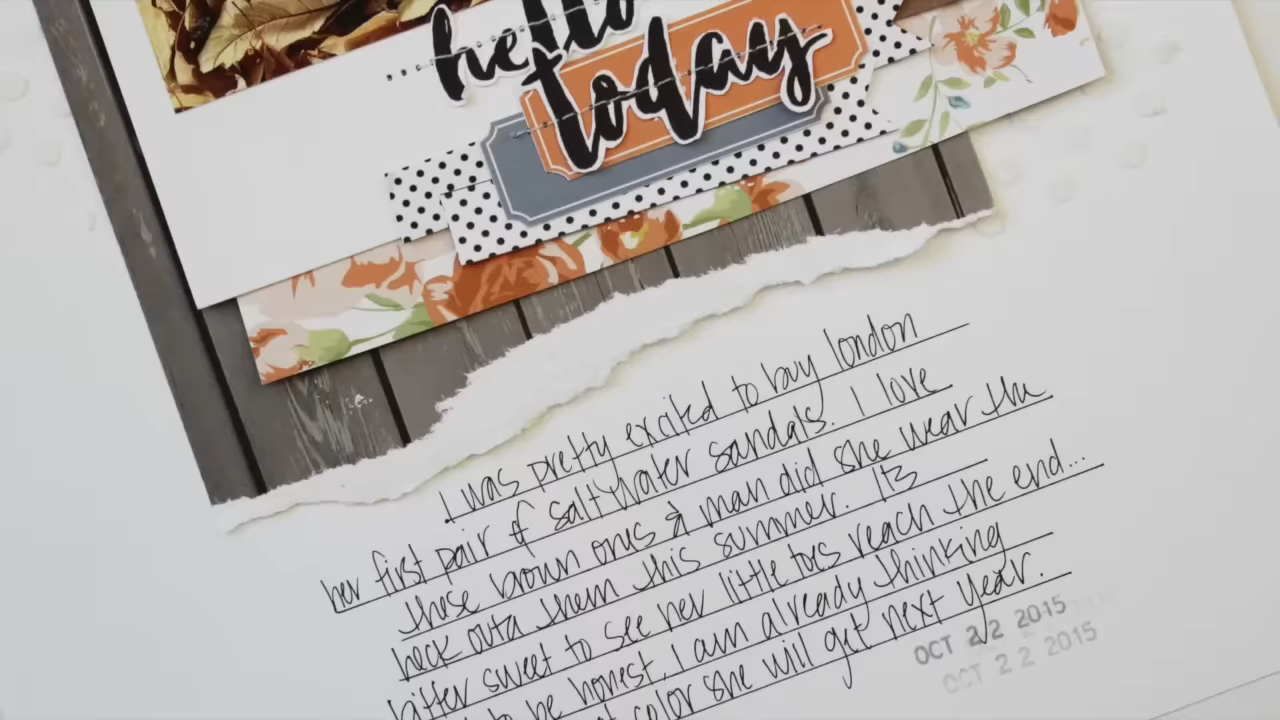 hello
today
I was pretty excited to buy london
her first pair of saltwater sandals. I love
these brown ones & man did she wear the
heck outa them this summer. Its
bitter sweet to see her little toes reach the end...
to be honest, I am already thinking
color she will get next year.
OCT 22 2015
OCT 22 2015